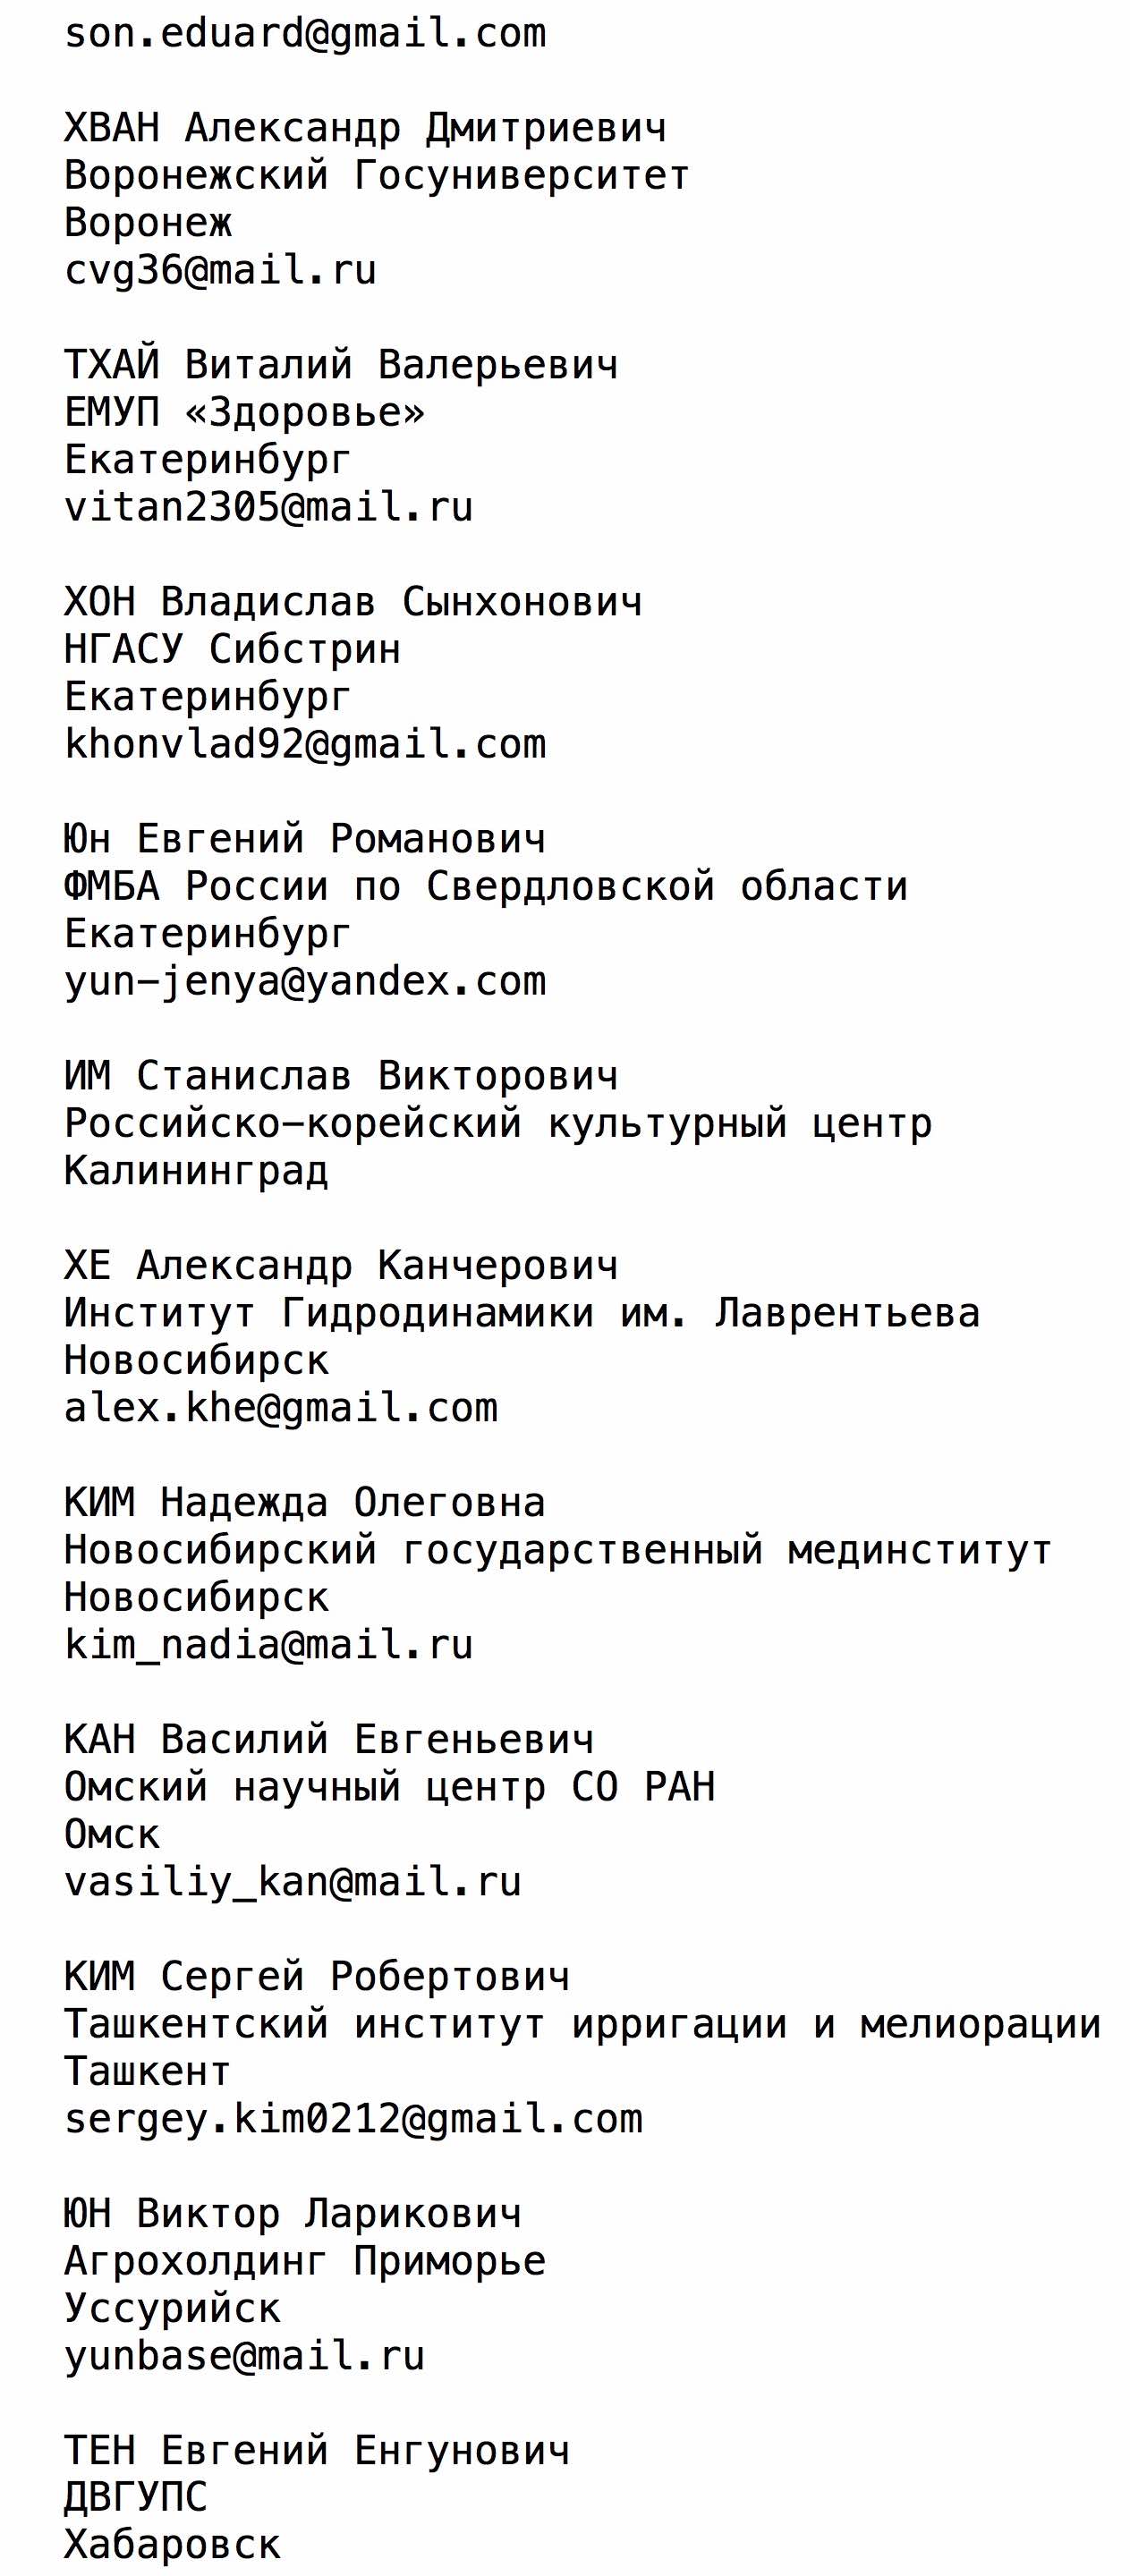 son.eduard@gmail.com
ХВАН Александр Дмитриевич
Воронежский Госуниверситет
Воронеж
cvg36@mail.ru
ТХАЙ Виталий Валерьевич
ЕМУП «Здоровье»
Екатеринбург
vitan2305@mail.ru
ХОН Владислав Сынхонович
НГАСУ Сибстрин
Екатеринбург
khonvlad92@gmail.com
Юн Евгений Романович
ФМБА России по Свердловской области
Екатеринбург
yun-jenya@yandex.com
ИМ Станислав Викторович
Российско-корейский культурный центр
Калининград
ХЕ Александр Канчерович
Институт Гидродинамики им. Лаврентьева
Новосибирск
alex.khe@gmail.com
КИМ Надежда Олеговна
Новосибирский государственный мединститут
Новосибирск
kim_nadia@mail.ru
КАН Василий Евгеньевич
Омский научный центр СО РАН
Омск
vasiliy_kan@mail.ru
КИМ Сергей Робертович
Ташкентский институт ирригации и мелиорации
Ташкент
sergey.kim0212@gmail.com
ЮН Виктор Ларикович
Агрохолдинг Приморье
Уссурийск
yunbase@mail.ru
ТЕН Евгений Енгунович
ДВГУПС
Хабаровск